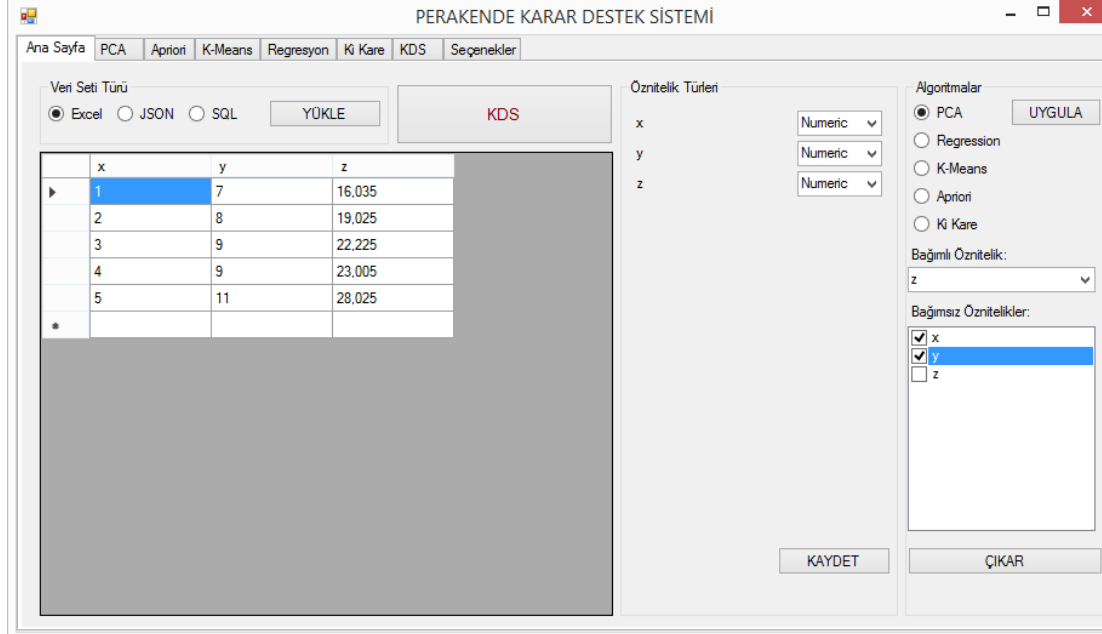 PERAKENDE KARAR DESTEK SİSTEMİ
Ana Sayfa PCA Apriori K-Means Regresyon Ki Kare KDS Seçenekler
Veri Seti Türü
Excel JSON SQL YÜKLE
KDS
x y z
1 7 16,035
2 8 19,025
3 9 22,225
4 9 23,005
5 11 28,025
Öznitelik Türleri
x Numeric
y Numeric
z Numeric
KAYDET
Algoritmalar
PCA UYGULA
Regression
K-Means
Apriori
Ki Kare
Bağımlı Öznitelik:
z
Bağımsız Öznitelikler:
x
y
z
ÇIKAR